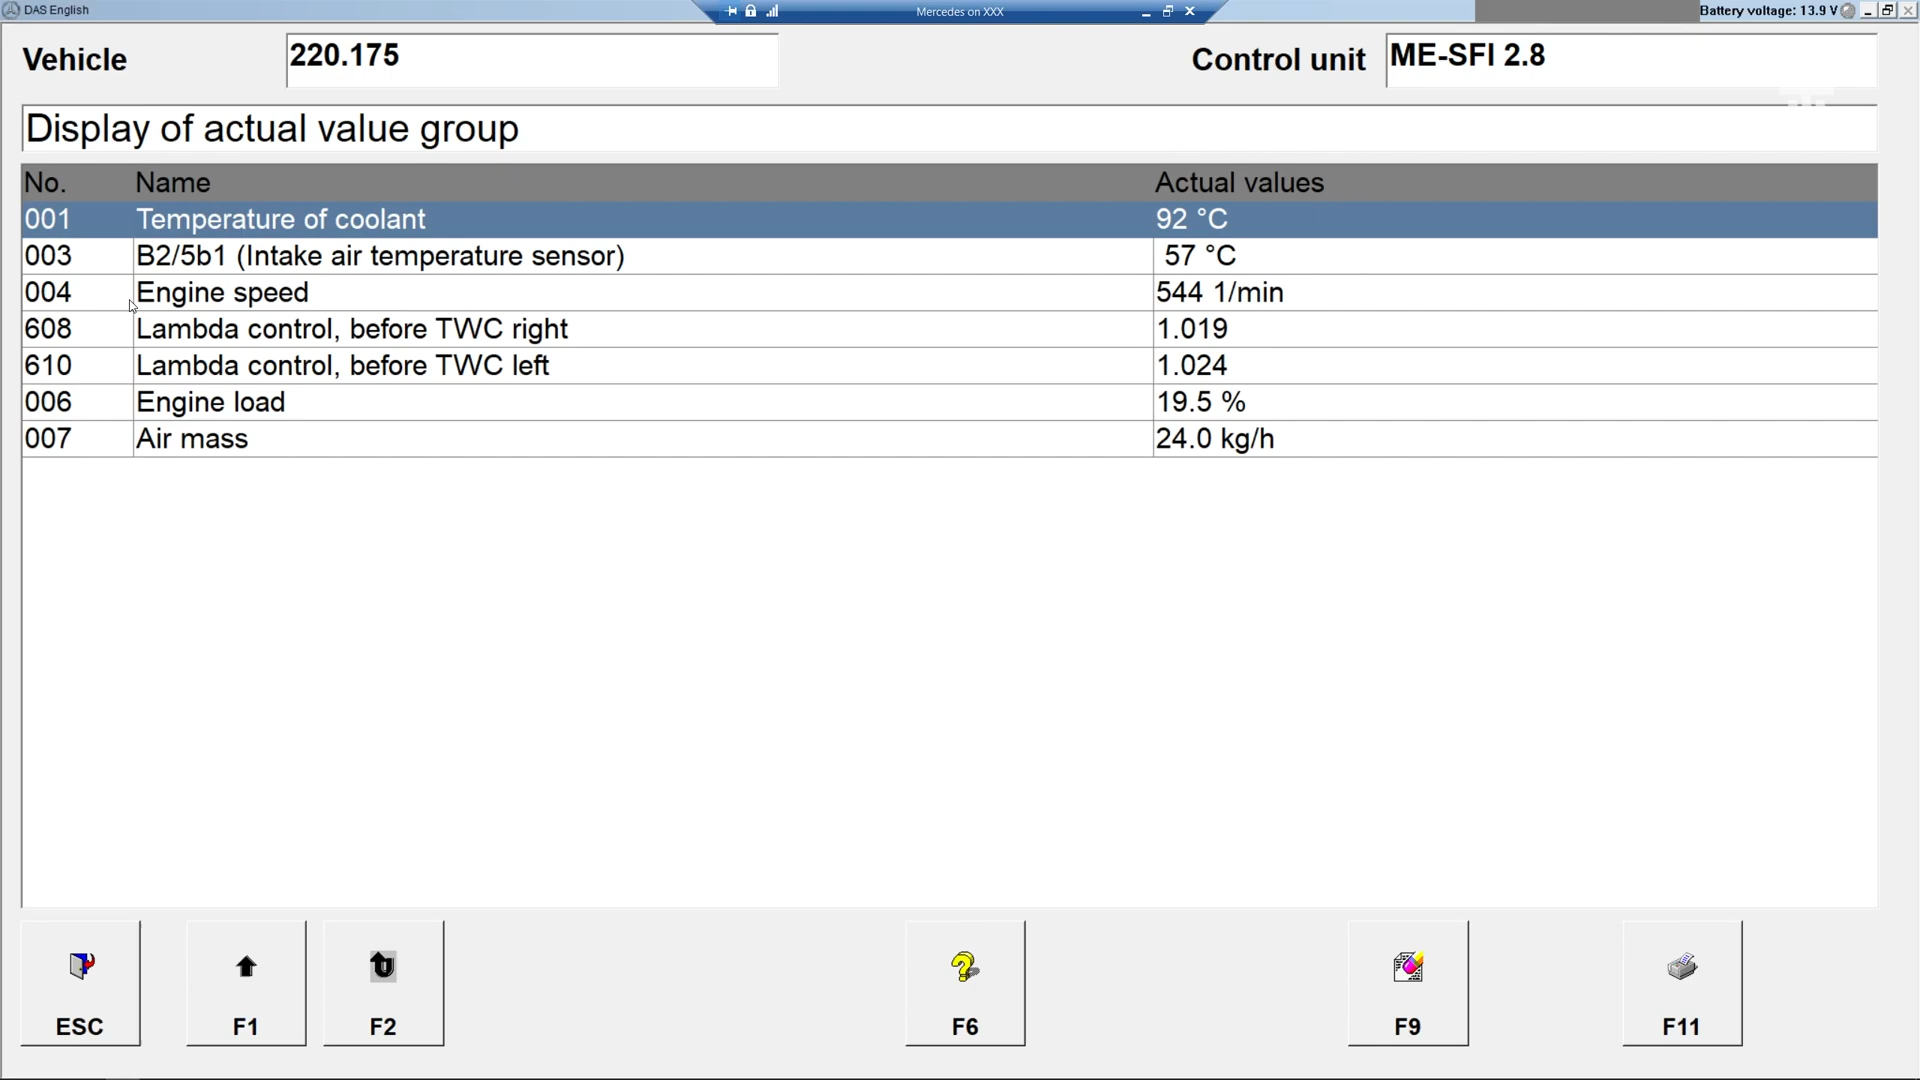 DAS English
Mercedes on XXX
Battery voltage: 13.9 V
Vehicle 220.175 Control unit ME-SFI 2.8
Display of actual value group
No. Name Actual values
001 Temperature of coolant 92 °C
003 B2/5b1 (Intake air temperature sensor) 57 °C
004 Engine speed 544 1/min
608 Lambda control, before TWC right 1.019
610 Lambda control, before TWC left 1.024
006 Engine load 19.5 %
007 Air mass 24.0 kg/h
ESC F1 F2 F6 F9 F11